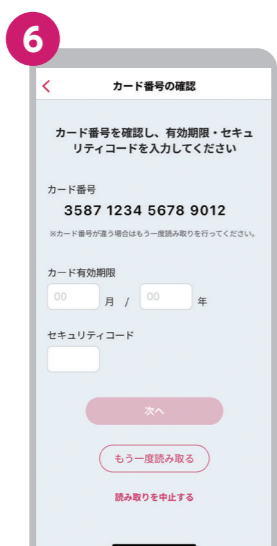 6
カード番号の確認
カード番号を確認し、有効期限・セキュ
リティコードを入力してください
カード番号
3587 1234 5678 9012
※カード番号が違う場合はもう一度読み取りを行ってください。
カード有効期限
00 月 / 00 年
セキュリティコード
次へ
もう一度読み取る
読み取りを中止する